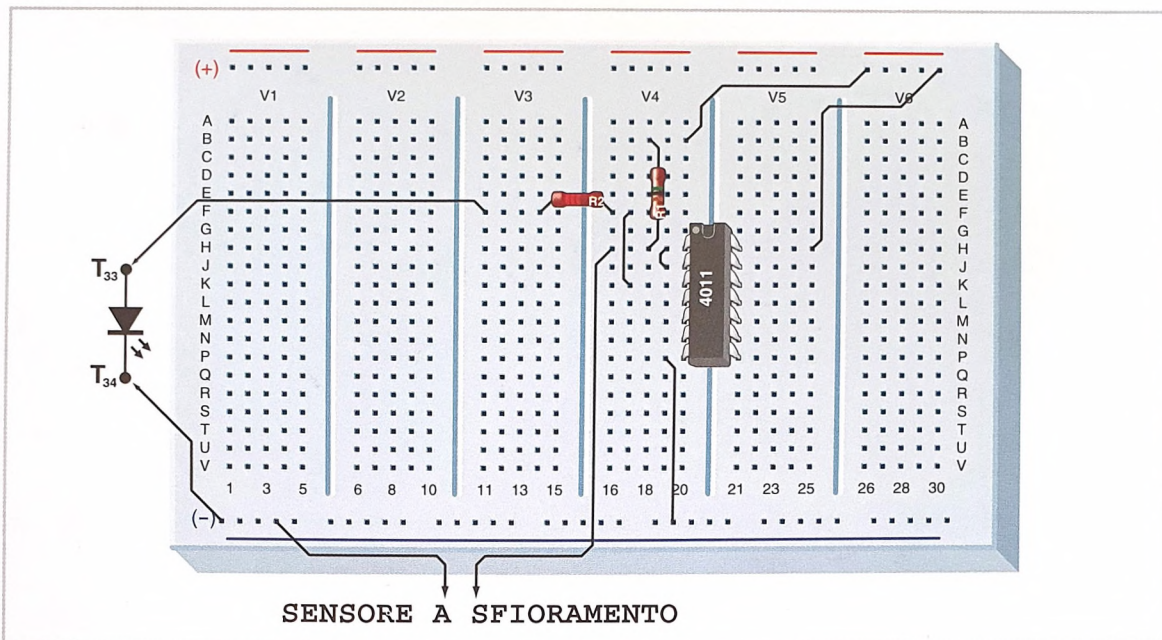 (+)
V1 V2 V3 V4 V5 V6
A A
B B
C C
D D
E E
R2
R1
F F
G G
H H
T33
J J
K K
4011
L L
M M
N N
P P
T34
Q Q
R R
S S
T T
U U
V V
1 3 5 6 8 10 11 13 15 16 18 20 21 23 25 26 28 30
(-)
SENSORE A SFIORAMENTO